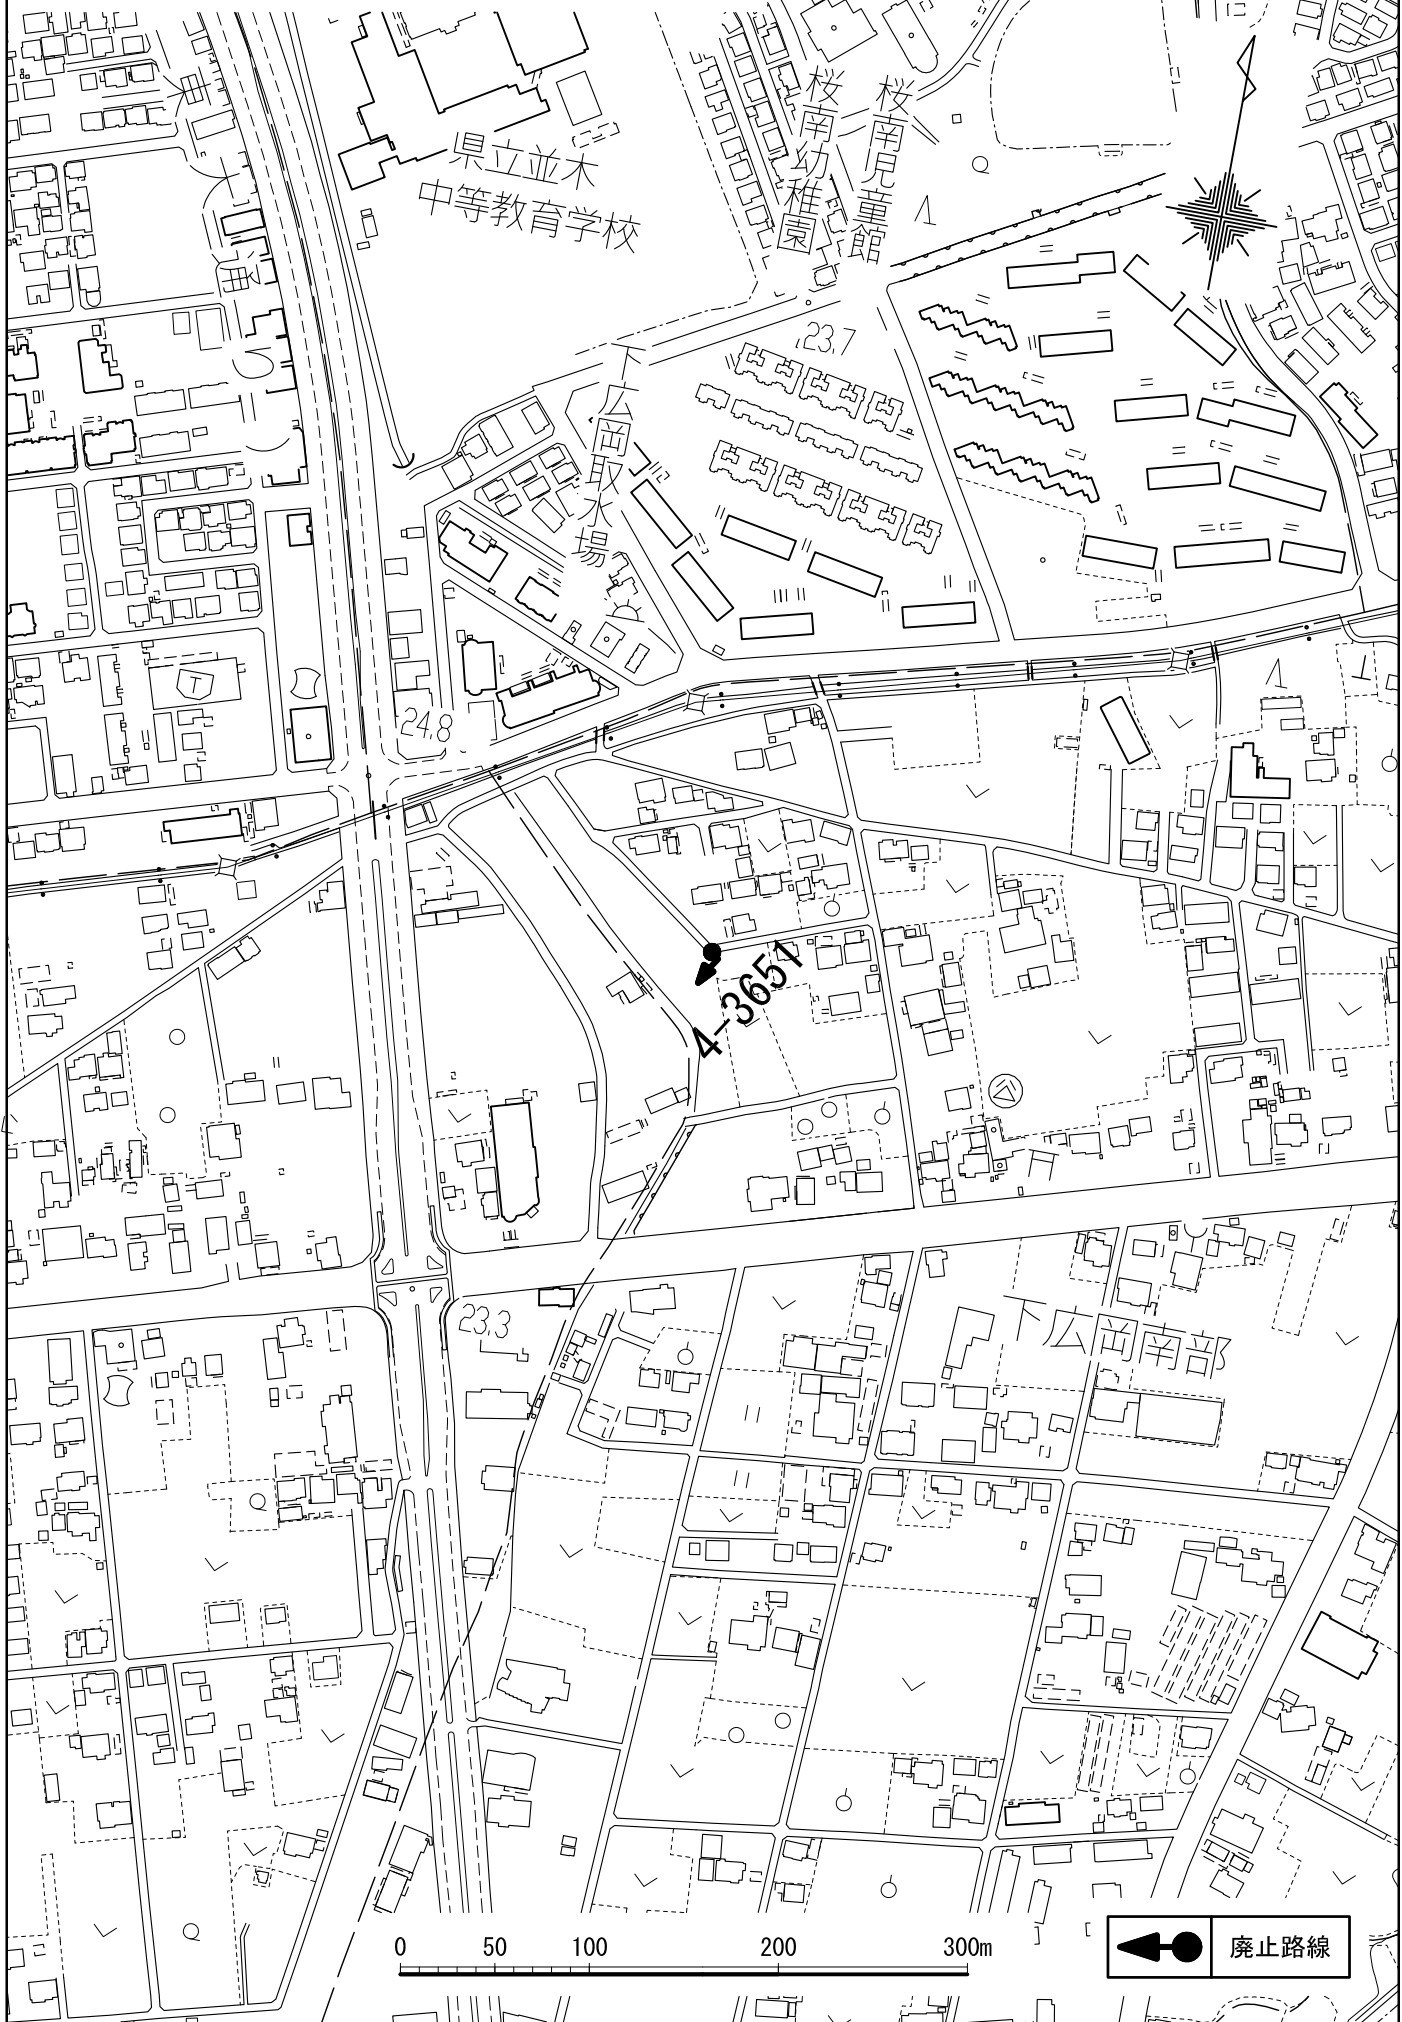 県立並木
中等教育学校
桜南幼稚園
桜南児童館
23.7
下広岡取水場
24.8
4-3651
23.3
下広岡南部
0 50 100 200 300m
廃止路線